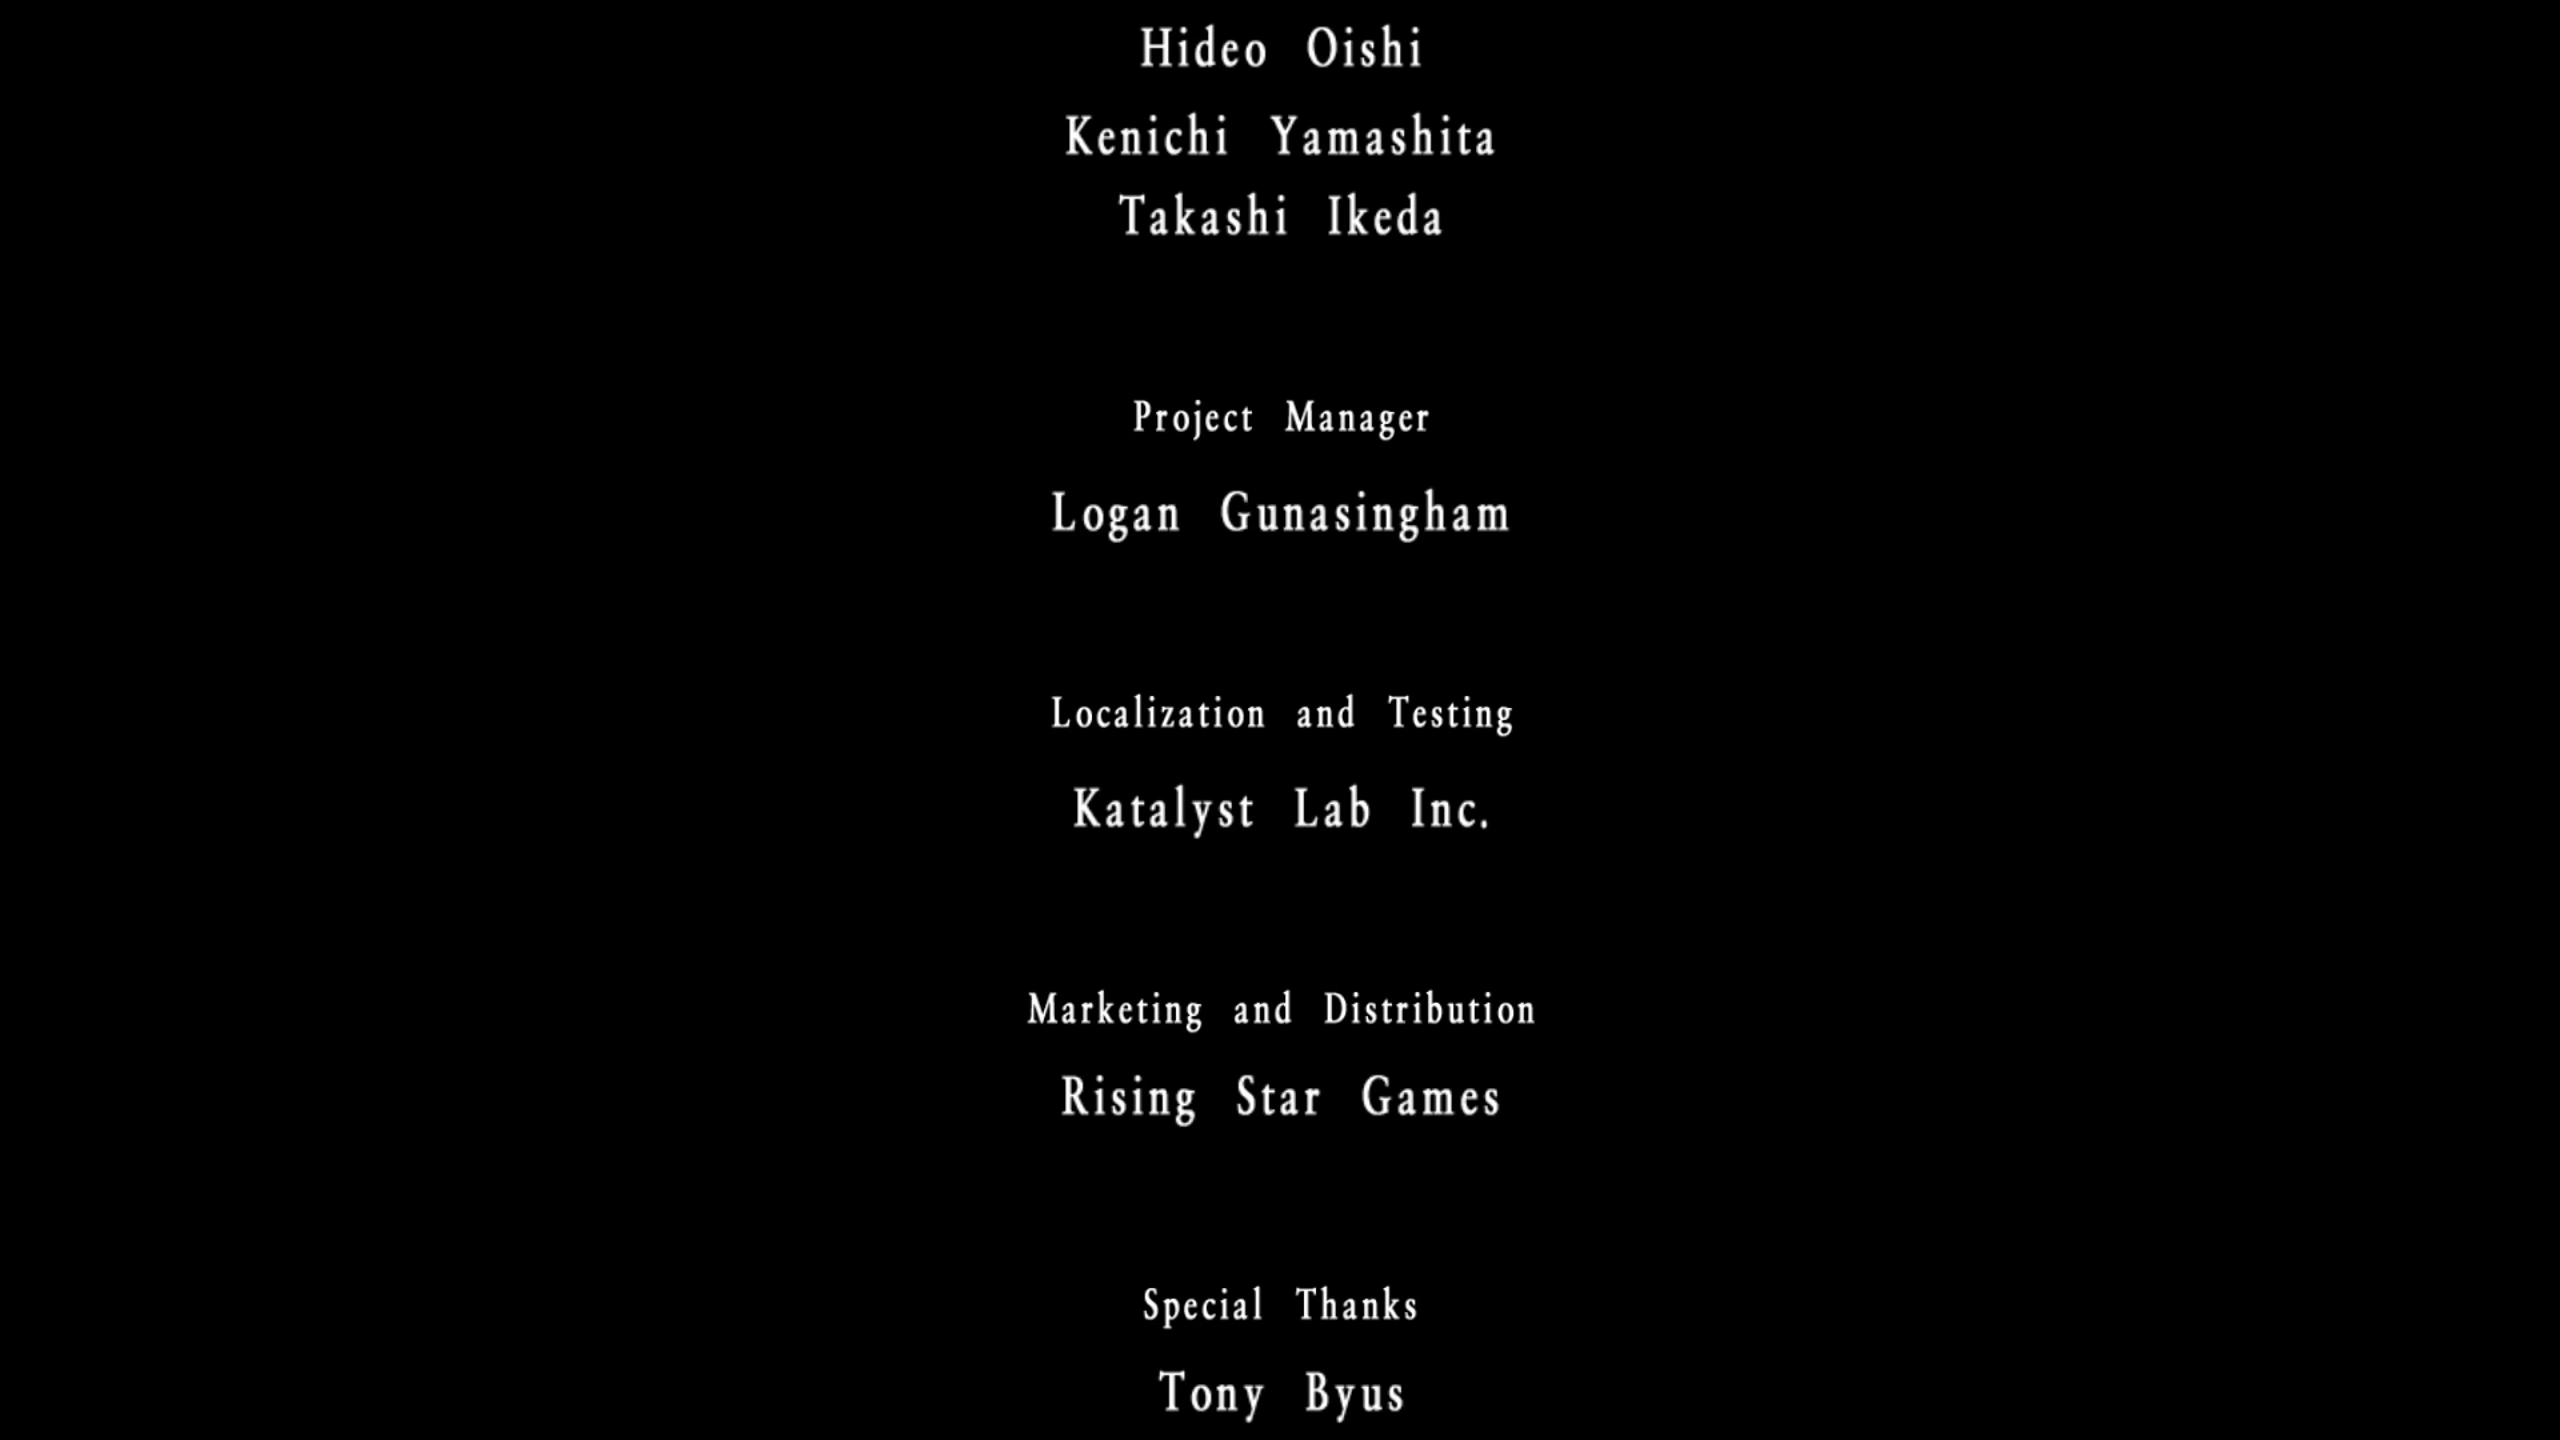 Hideo Oishi
Kenichi Yamashita
Takashi Ikeda
Project Manager
Logan Gunasingham
Localization and Testing
Katalyst Lab Inc.
Marketing and Distribution
Rising Star Games
Special Thanks
Tony Byus